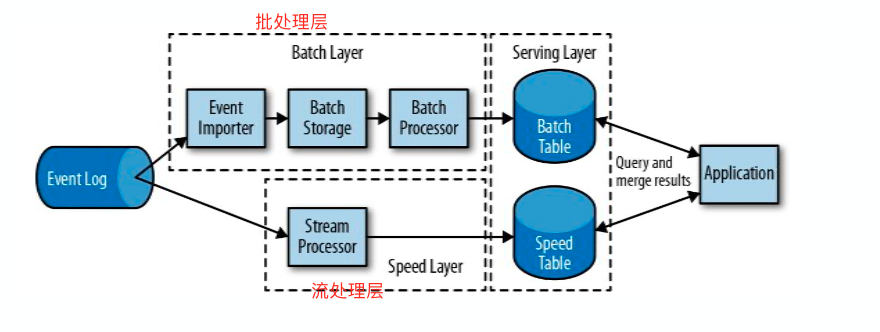 批处理层
Batch Layer
Serving Layer
Event
Importer
Batch
Storage
Batch
Processor
Batch
Table
Event Log
Query and
merge results
Application
Stream
Processor
Speed Layer
Speed
Table
流处理层